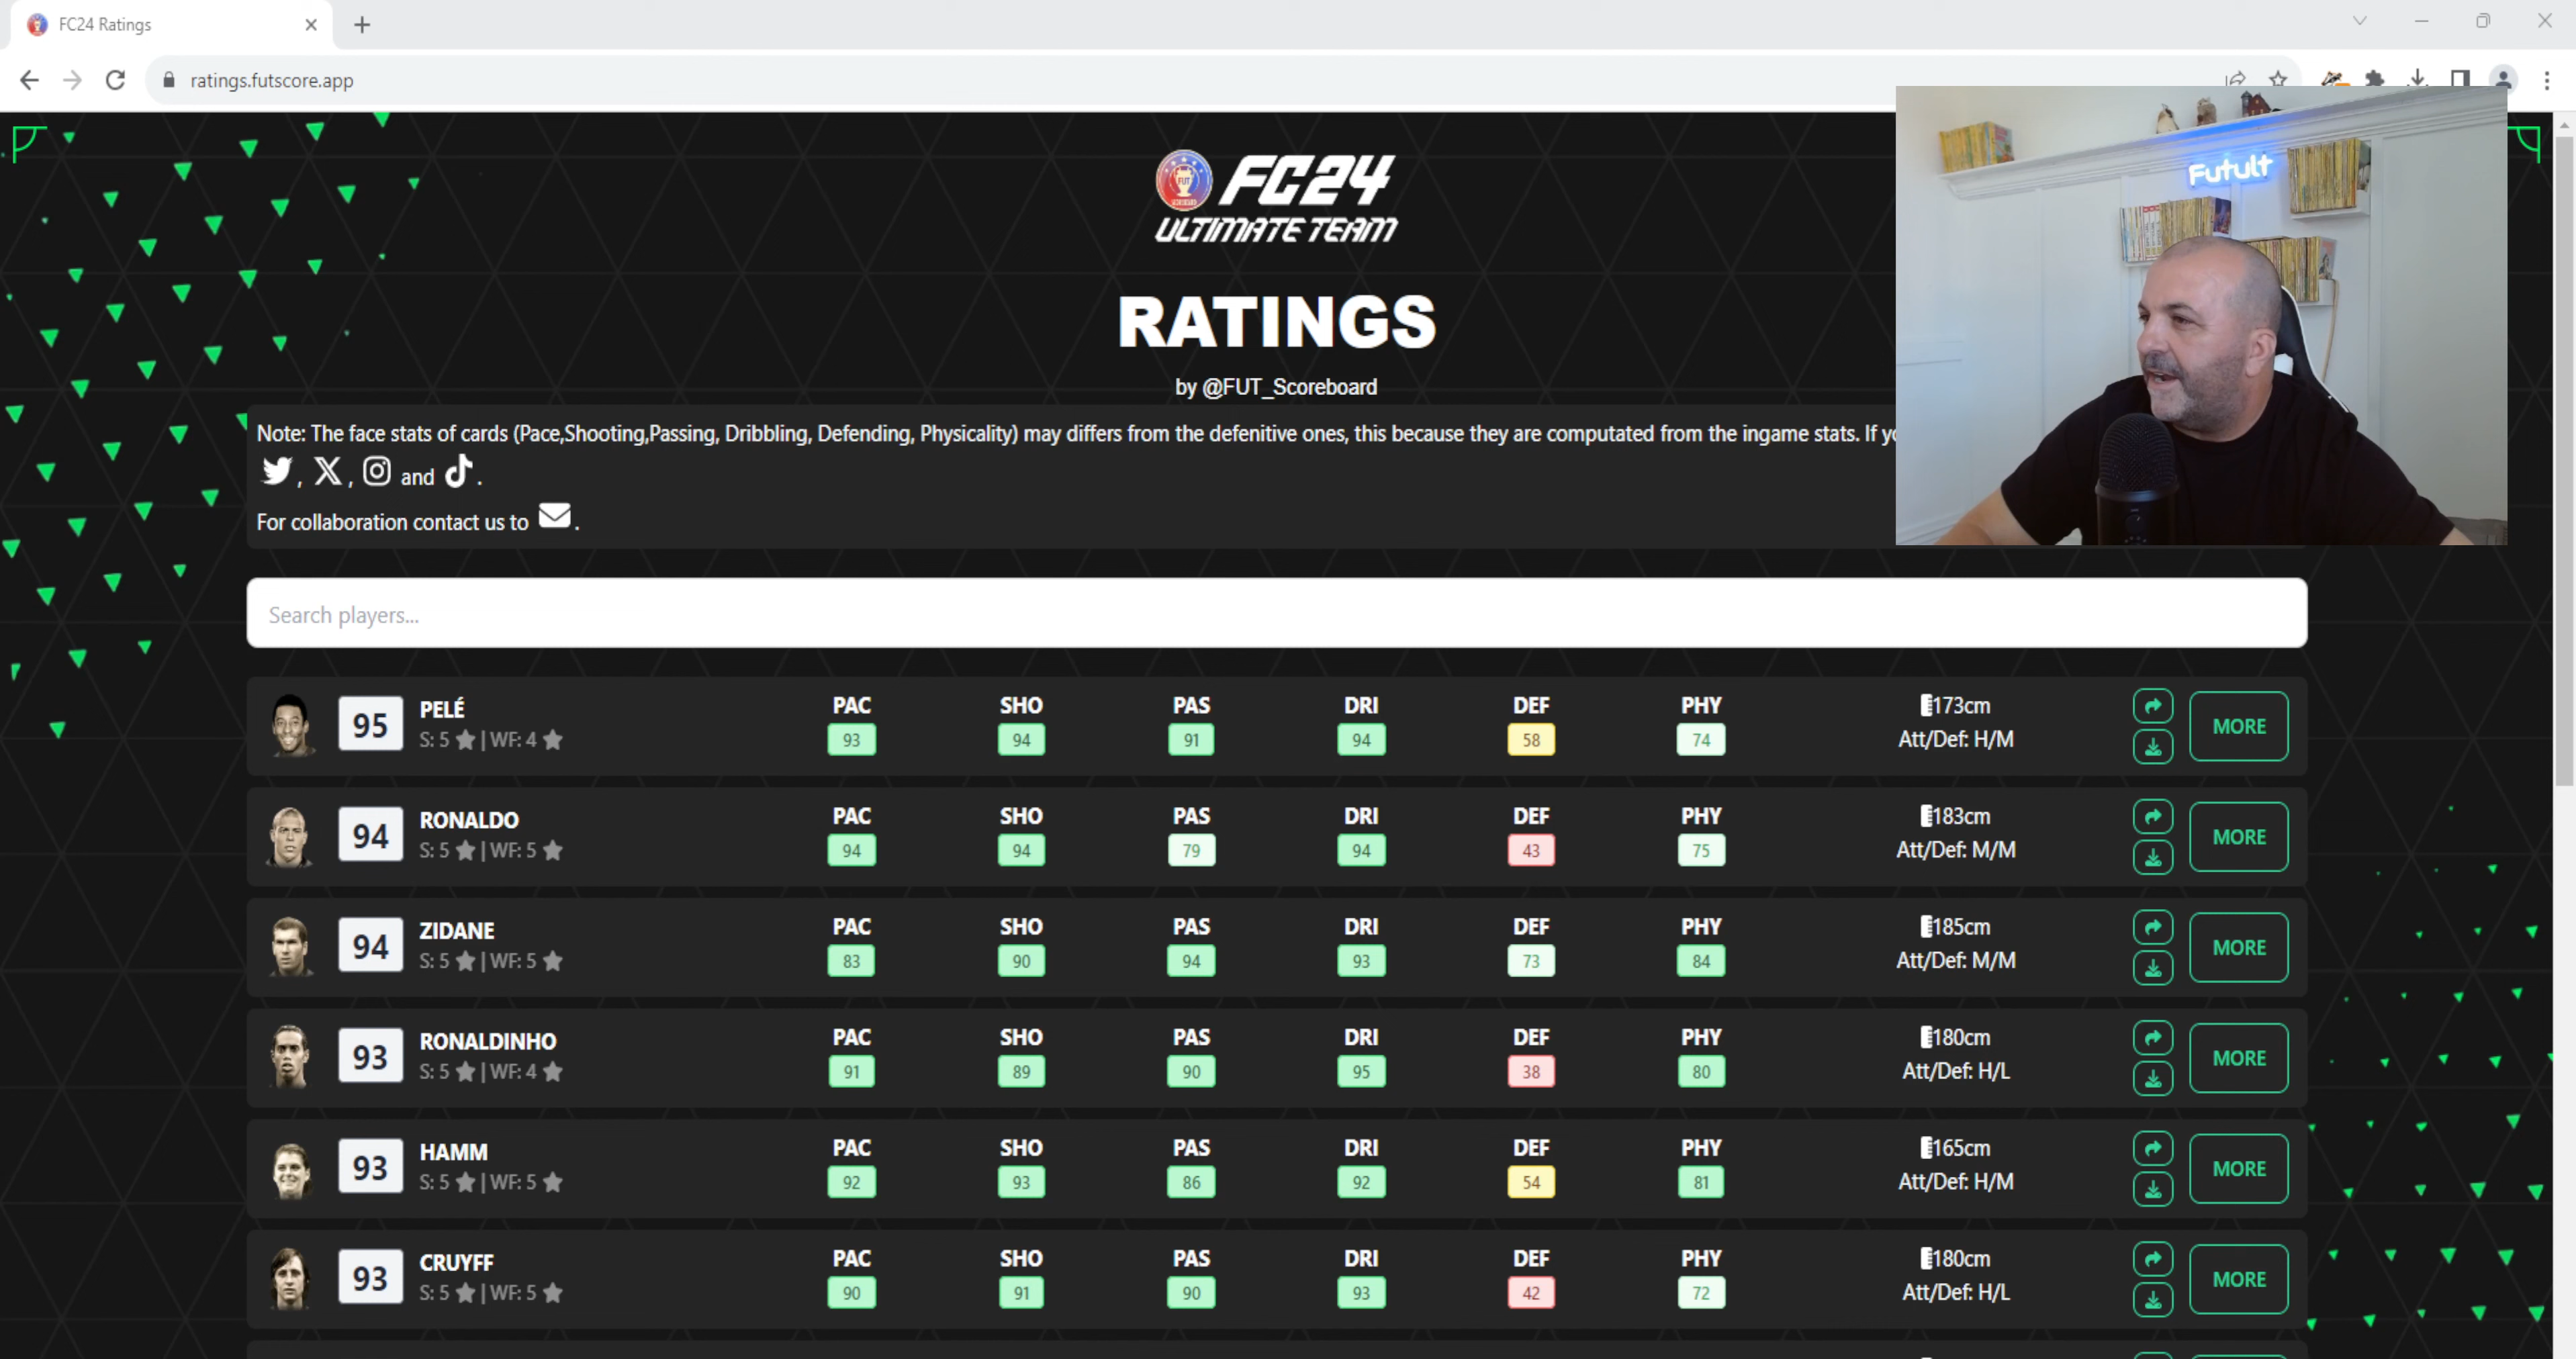 FC24 Ratings
ratings.futscore.app
FC24
ULTIMATE TEAM
FUT
Fututlt
RATINGS
by @FUT_Scoreboard
Note: The face stats of cards (Pace,Shooting,Passing, Dribbling, Defending, Physicality) may differs from the defenitive ones, this because they are computated from the ingame stats. If
, , and .
For collaboration contact us to .
Search players...
95 PELÉ PAC SHO PAS DRI DEF PHY 173cm
S: 5 | WF: 4 93 94 91 94 58 74 Att/Def: H/M MORE
94 RONALDO PAC SHO PAS DRI DEF PHY 183cm
S: 5 | WF: 5 94 94 79 94 43 75 Att/Def: M/M MORE
94 ZIDANE PAC SHO PAS DRI DEF PHY 185cm
S: 5 | WF: 5 83 90 94 93 73 84 Att/Def: M/M MORE
93 RONALDINHO PAC SHO PAS DRI DEF PHY 180cm
S: 5 | WF: 4 91 89 90 95 38 80 Att/Def: H/L MORE
93 HAMM PAC SHO PAS DRI DEF PHY 165cm
S: 5 | WF: 5 92 93 86 92 54 81 Att/Def: H/M MORE
93 CRUYFF PAC SHO PAS DRI DEF PHY 180cm
S: 5 | WF: 5 90 91 90 93 42 72 Att/Def: H/L MORE